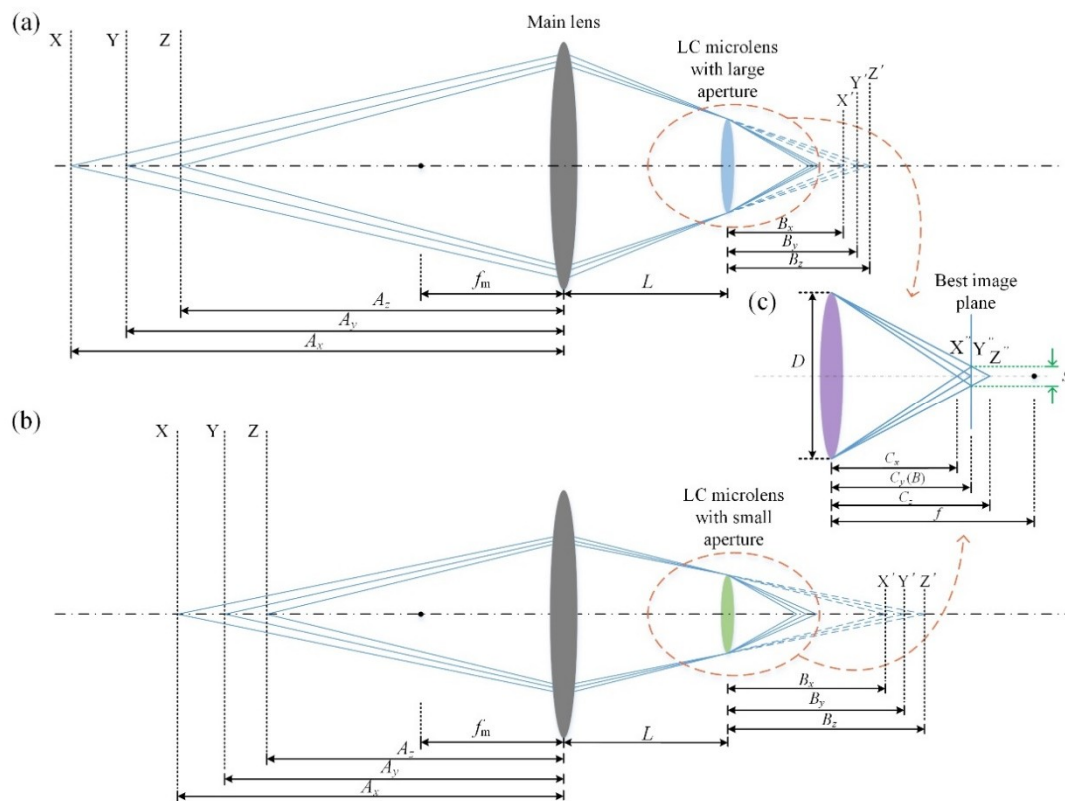 (a)
X
Y
Z
Main lens
LC microlens
with large
aperture
X'
Y'
Z'
Bx
By
Bz
fm
L
Az
Ay
Ax
(c)
Best image
plane
D
X''
Y''
Z''
s
Cx
Cy(B)
Cz
f
(b)
X
Y
Z
LC microlens
with small
aperture
X'
Y'
Z'
Bx
By
Bz
fm
L
Az
Ay
Ax